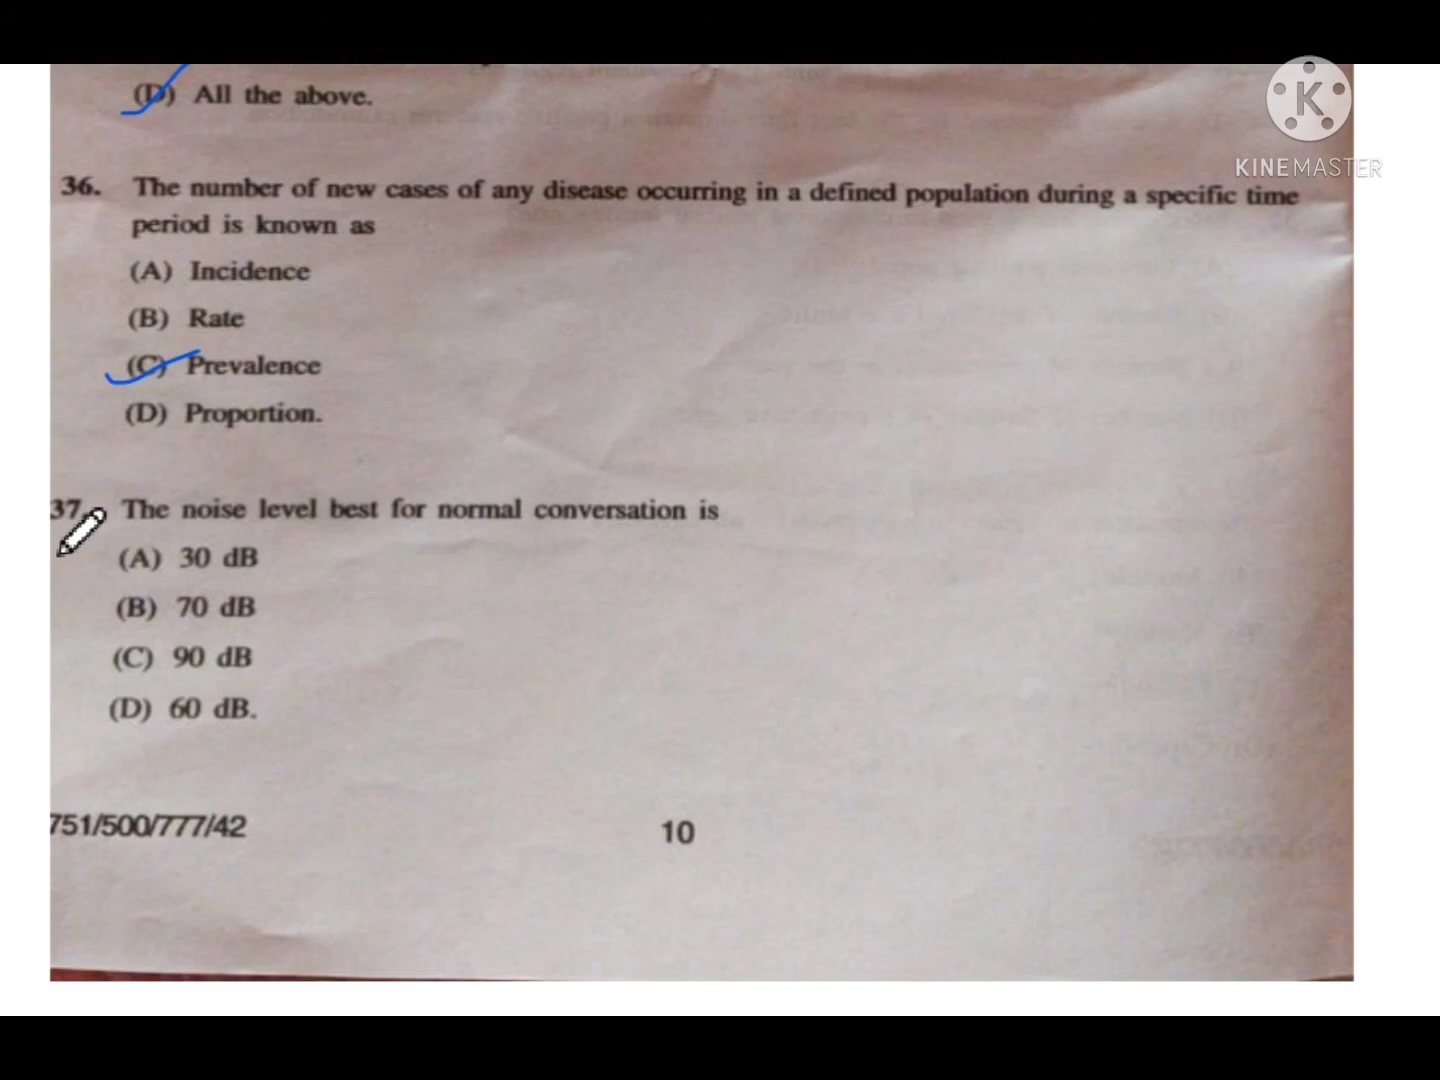 (D) All the above.
K
KINEMASTER
36. The number of new cases of any disease occurring in a defined population during a specific time
period is known as
(A) Incidence
(B) Rate
(C) Prevalence
(D) Proportion.
37. The noise level best for normal conversation is
(A) 30 dB
(B) 70 dB
(C) 90 dB
(D) 60 dB.
751/500/777/42
10